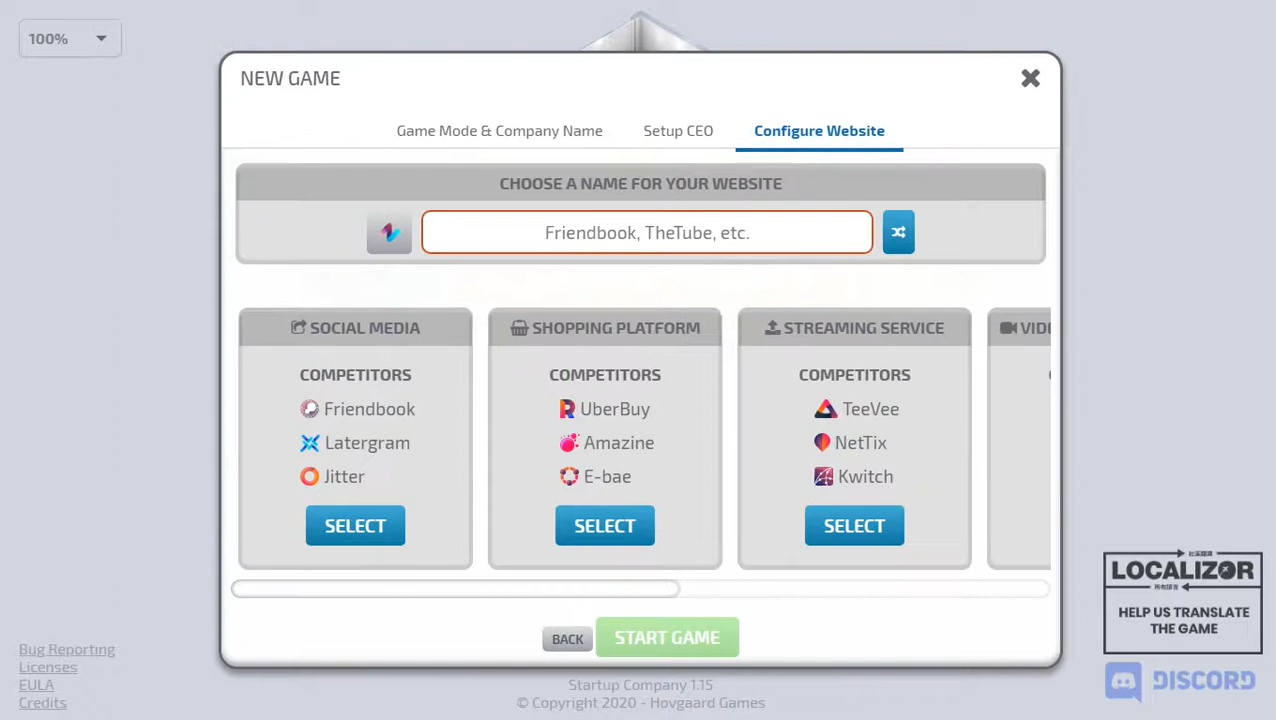 100%
NEW GAME
Game Mode & Company Name
Setup CEO
Configure Website
CHOOSE A NAME FOR YOUR WEBSITE
Friendbook, TheTube, etc.
SOCIAL MEDIA
COMPETITORS
Friendbook
Latergram
Jitter
SELECT
SHOPPING PLATFORM
COMPETITORS
UberBuy
Amazine
E-bae
SELECT
STREAMING SERVICE
COMPETITORS
TeeVee
NetTix
Kwitch
SELECT
BACK
START GAME
LOCALIZOR
HELP US TRANSLATE
THE GAME
DISCORD
Bug Reporting
Licenses
EULA
Credits
Startup Company 1.15
© Copyright 2020 - Hovgaard Games